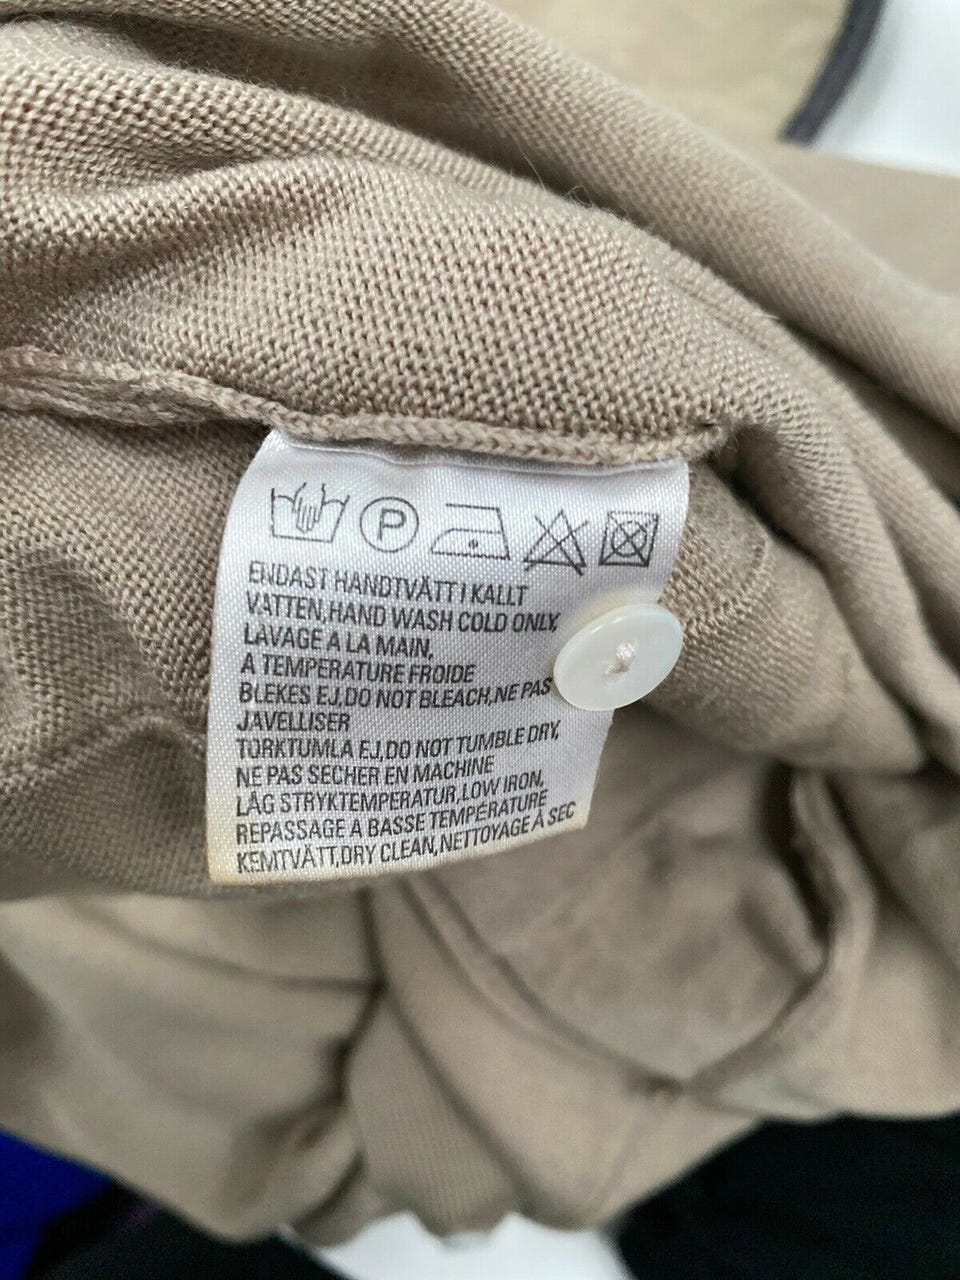 P
ENDAST HANDTVÄTT I KALLT
VATTEN,HAND WASH COLD ONLY,
LAVAGE A LA MAIN,
A TEMPERATURE FROIDE
BLEKES EJ,DO NOT BLEACH,NE PAS
JAVELLISER
TORKTUMLA EJ,DO NOT TUMBLE DRY,
NE PAS SECHER EN MACHINE
LÅG STRYKTEMPERATUR,LOW IRON,
REPASSAGE A BASSE TEMPÉRATURE
KEMTVÄTT,DRY CLEAN,NETTOYAGE À SEC